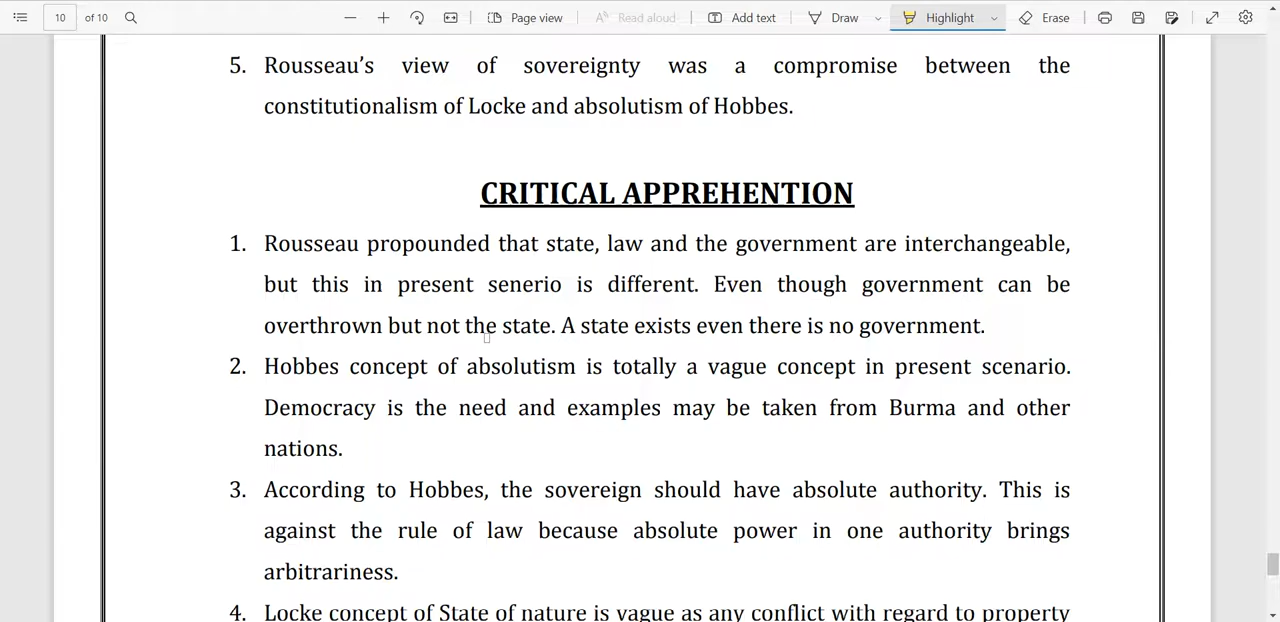 10 of 10 Page view Read aloud Add text Draw Highlight Erase
5. Rousseau's view of sovereignty was a compromise between the
constitutionalism of Locke and absolutism of Hobbes.
CRITICAL APPREHENTION
1. Rousseau propounded that state, law and the government are interchangeable,
but this in present senerio is different. Even though government can be
overthrown but not the state. A state exists even there is no government.
2. Hobbes concept of absolutism is totally a vague concept in present scenario.
Democracy is the need and examples may be taken from Burma and other
nations.
3. According to Hobbes, the sovereign should have absolute authority. This is
against the rule of law because absolute power in one authority brings
arbitrariness.
4. Locke concept of State of nature is vague as any conflict with regard to property